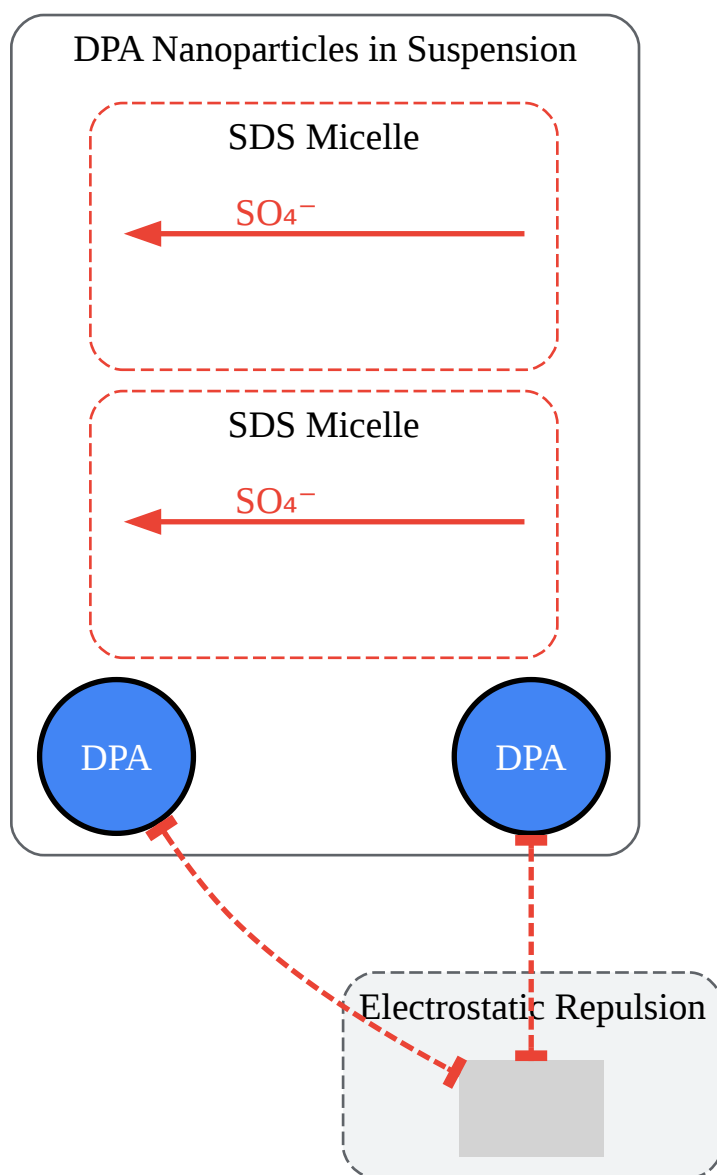 DPA Nanoparticles in Suspension
SDS Micelle
SO₄⁻
SDS Micelle
SO₄⁻
DPA DPA
Electrostatic Repulsion